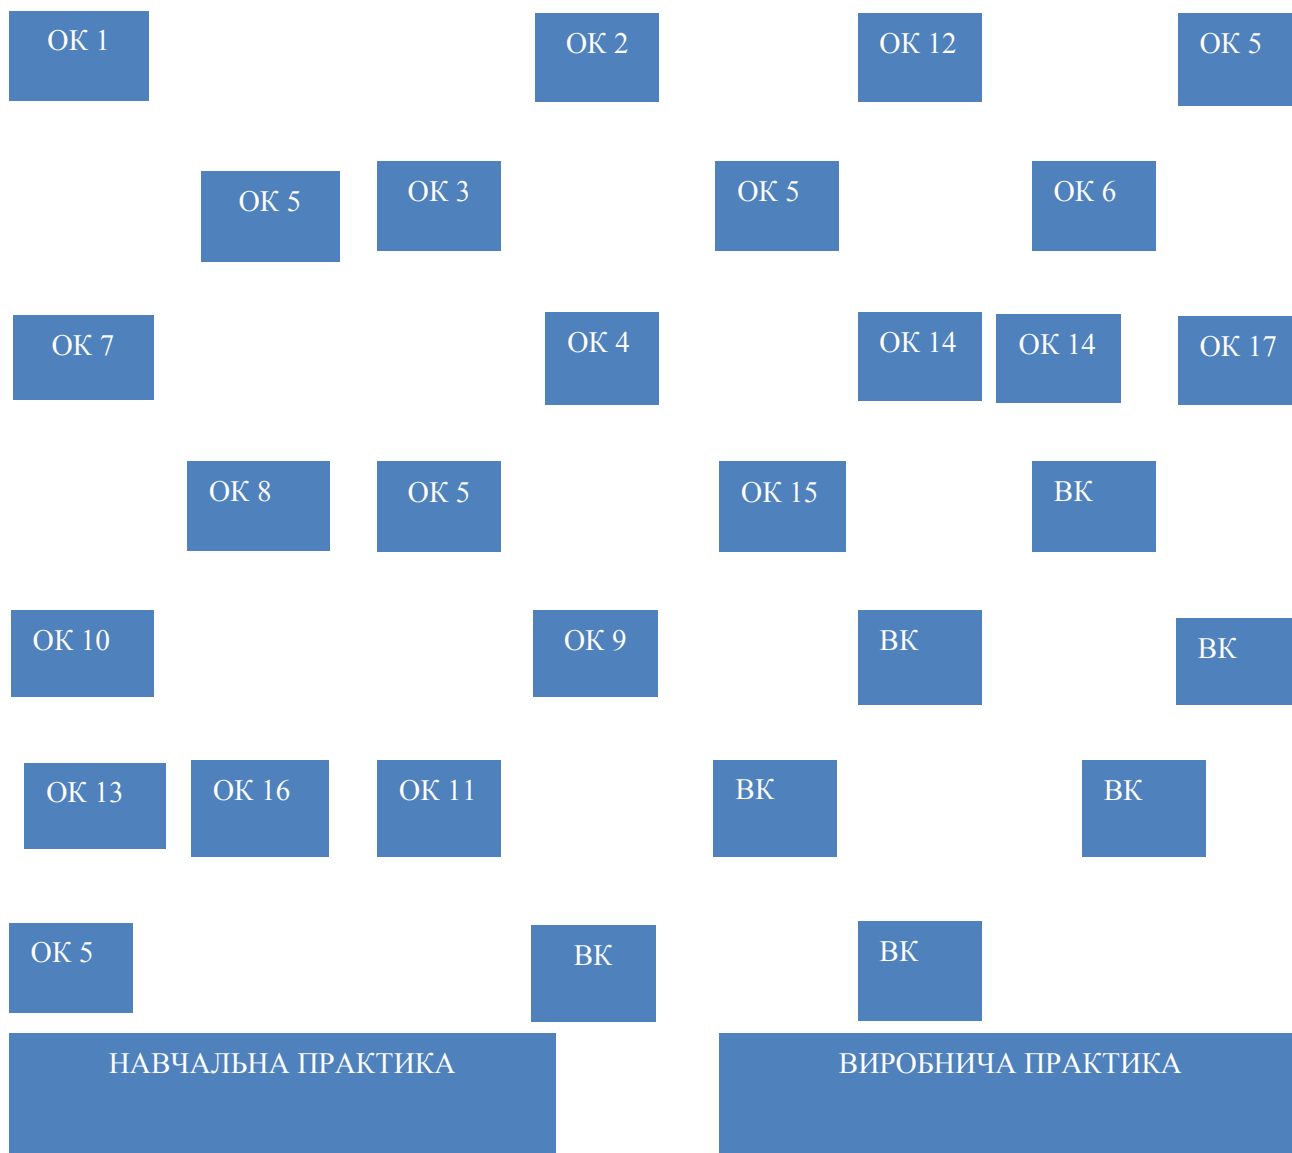 ОК 1
ОК 2
ОК 12
ОК 5
ОК 5
ОК 3
ОК 5
ОК 6
ОК 7
ОК 4
ОК 14
ОК 14
ОК 17
ОК 8
ОК 5
ОК 15
ВК
ОК 10
ОК 9
ВК
ВК
ОК 13
ОК 16
ОК 11
ВК
ВК
ОК 5
ВК
ВК
НАВЧАЛЬНА ПРАКТИКА
ВИРОБНИЧА ПРАКТИКА